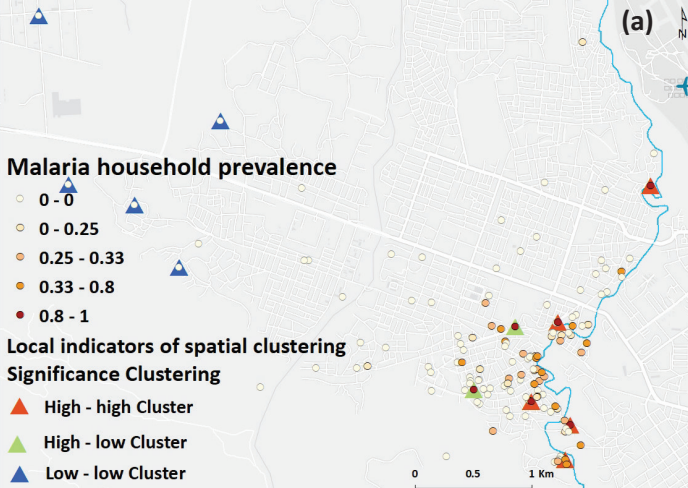 (a)
N
Malaria household prevalence
0 - 0
0 - 0.25
0.25 - 0.33
0.33 - 0.8
0.8 - 1
Local indicators of spatial clustering
Significance Clustering
High - high Cluster
High - low Cluster
Low - low Cluster
0 0.5 1 Km